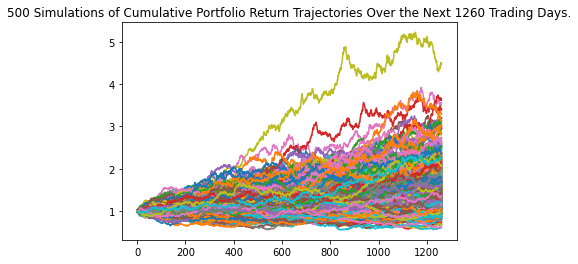 500 Simulations of Cumulative Portfolio Return Trajectories Over the Next 1260 Trading Days.
5
4
3
2
1
0 200 400 600 800 1000 1200